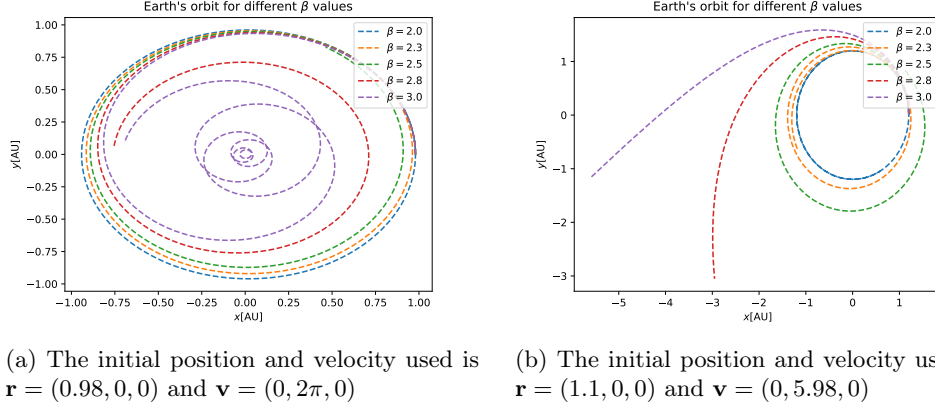 Earth's orbit for different β values
β = 2.0
β = 2.3
β = 2.5
β = 2.8
β = 3.0
1.00
0.75
0.50
0.25
0.00
−0.25
−0.50
−0.75
−1.00
y[AU]
−1.00 −0.75 −0.50 −0.25 0.00 0.25 0.50 0.75 1.00
x[AU]
(a) The initial position and velocity used is
r = (0.98, 0, 0) and v = (0, 2π, 0)
Earth's orbit for different β values
β = 2.0
β = 2.3
β = 2.5
β = 2.8
β = 3.0
1
0
−1
−2
−3
y[AU]
−5 −4 −3 −2 −1 0 1
x[AU]
(b) The initial position and velocity us
r = (1.1, 0, 0) and v = (0, 5.98, 0)